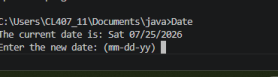 C:\Users\CL407_11\Documents\java>Date
The current date is: Sat 07/25/2026
Enter the new date: (mm-dd-yy)